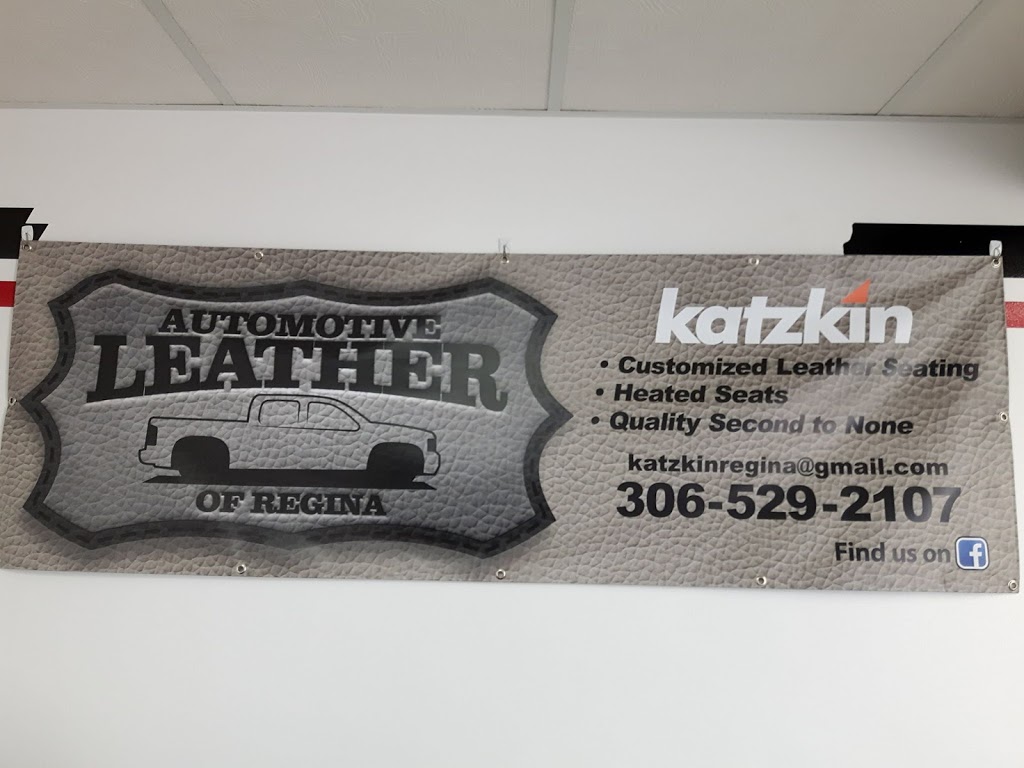 AUTOMOTIVE
LEATHER
OF REGINA
katzkin
• Customized Leather Seating
• Heated Seats
• Quality Second to None
katzkinregina@gmail.com
306-529-2107
Find us on f